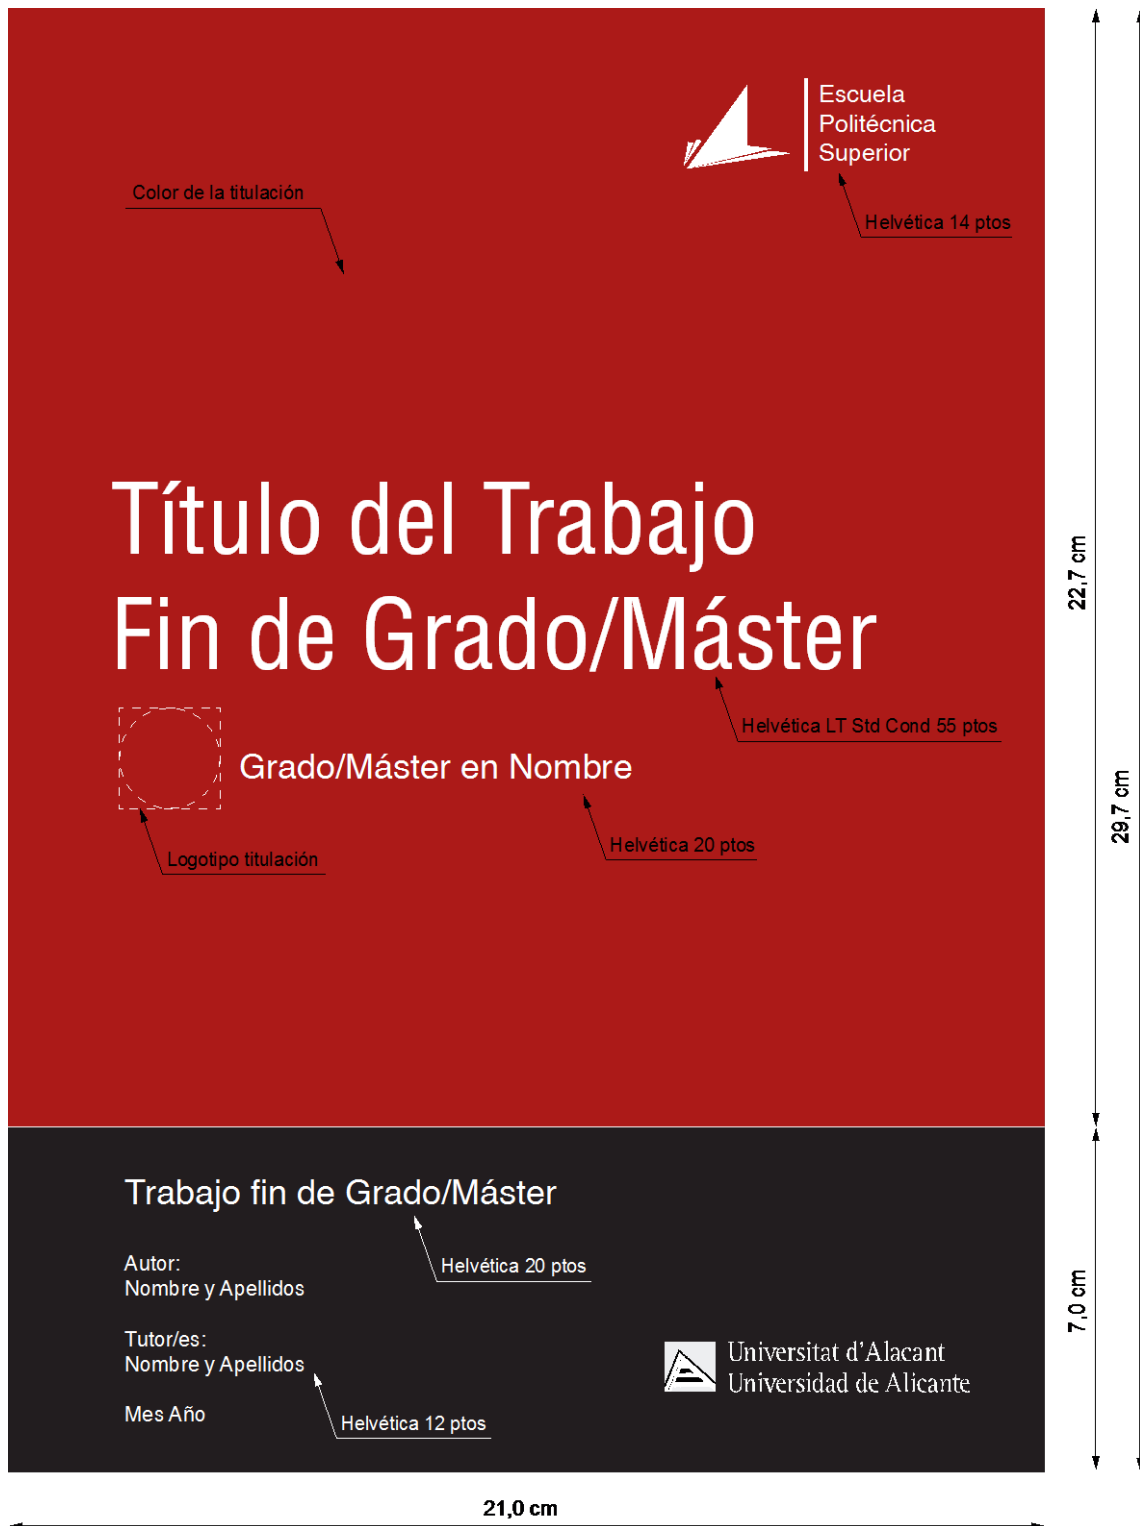 Escuela
Politécnica
Superior
Color de la titulación
Helvética 14 ptos
Título del Trabajo
Fin de Grado/Máster
Helvética LT Std Cond 55 ptos
Grado/Máster en Nombre
Helvética 20 ptos
Logotipo titulación
22,7 cm
29,7 cm
Trabajo fin de Grado/Máster
Helvética 20 ptos
Autor:
Nombre y Apellidos
Tutor/es:
Nombre y Apellidos
Mes Año
Helvética 12 ptos
Universitat d'Alacant
Universidad de Alicante
7,0 cm
21,0 cm